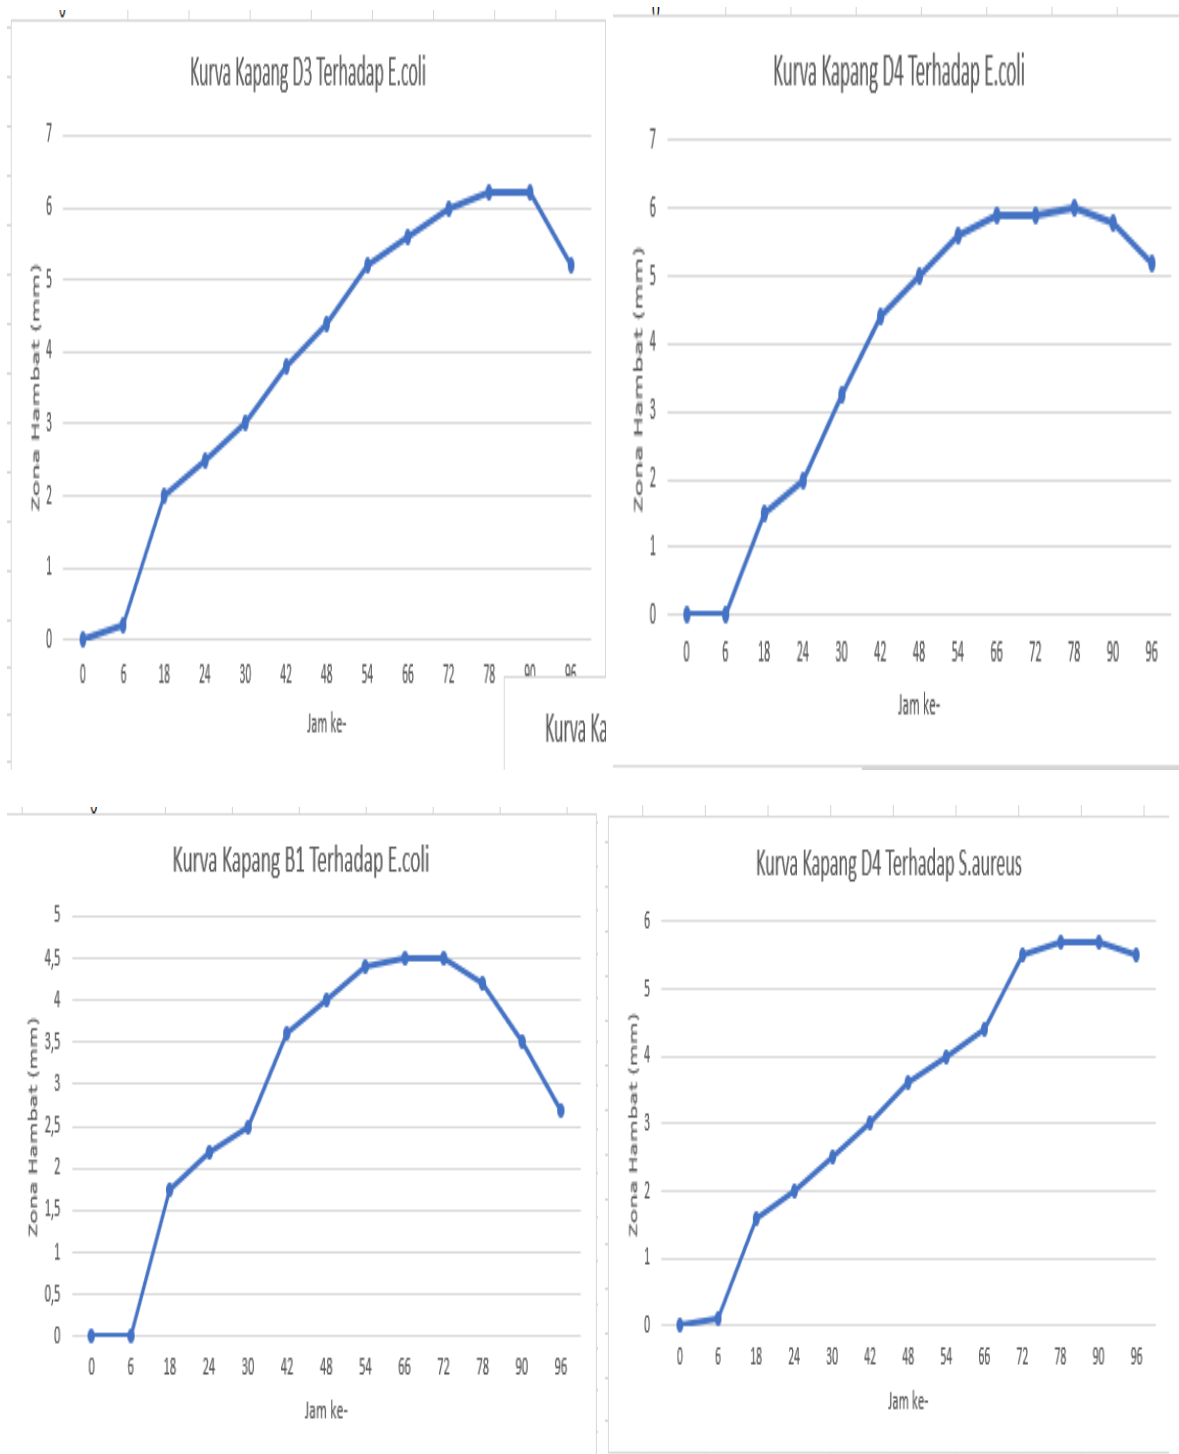 Kurva Kapang D3 Terhadap E.coli
7
6
5
4
3
2
1
0
Zona Hambat (mm)
0 6 18 24 30 42 48 54 66 72 78 90 96
Jam ke-
Kurva Ka
Kurva Kapang D4 Terhadap E.coli
7
6
5
4
3
2
1
0
Zona Hambat (mm)
0 6 18 24 30 42 48 54 66 72 78 90 96
Jam ke-
Kurva Kapang B1 Terhadap E.coli
5
4,5
4
3,5
3
2,5
2
1,5
1
0,5
0
Zona Hambat (mm)
0 6 18 24 30 42 48 54 66 72 78 90 96
Jam ke-
Kurva Kapang D4 Terhadap S.aureus
6
5
4
3
2
1
0
Zona Hambat (mm)
0 6 18 24 30 42 48 54 66 72 78 90 96
Jam ke-